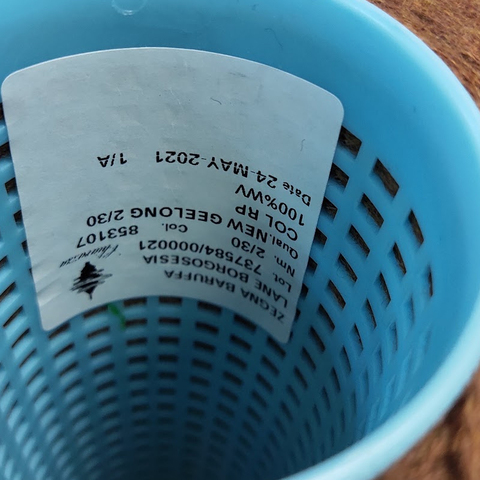 ZEGNA BARUFFA
LANE BORGOSESIA
Lot. 737584/000021
Nm. 2/30 Col. 853107
Qual. NEW GEELONG 2/30
COL RP
100%WV
Date 24-MAY-2021 1/A